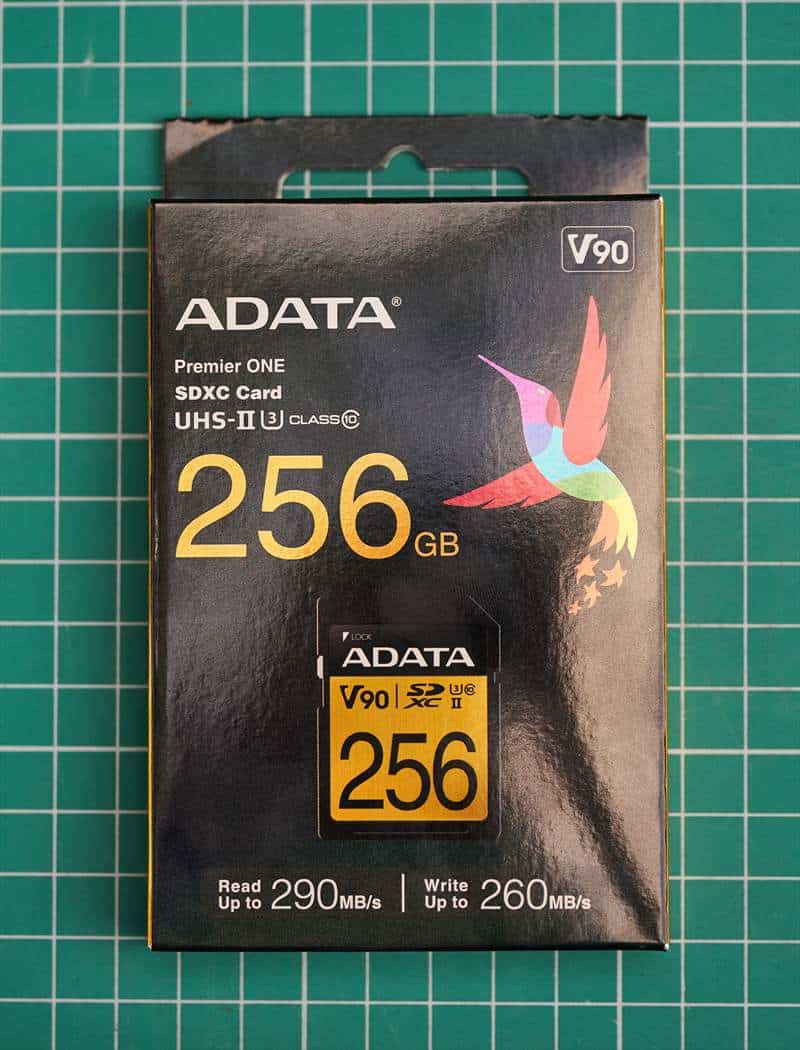 V90
ADATA®
Premier ONE
SDXC Card
UHS-II U3 CLASS10
256GB
LOCK
ADATA
V90 | SD XC U3 10 II
256
Read Up to 290MB/s | Write Up to 260MB/s